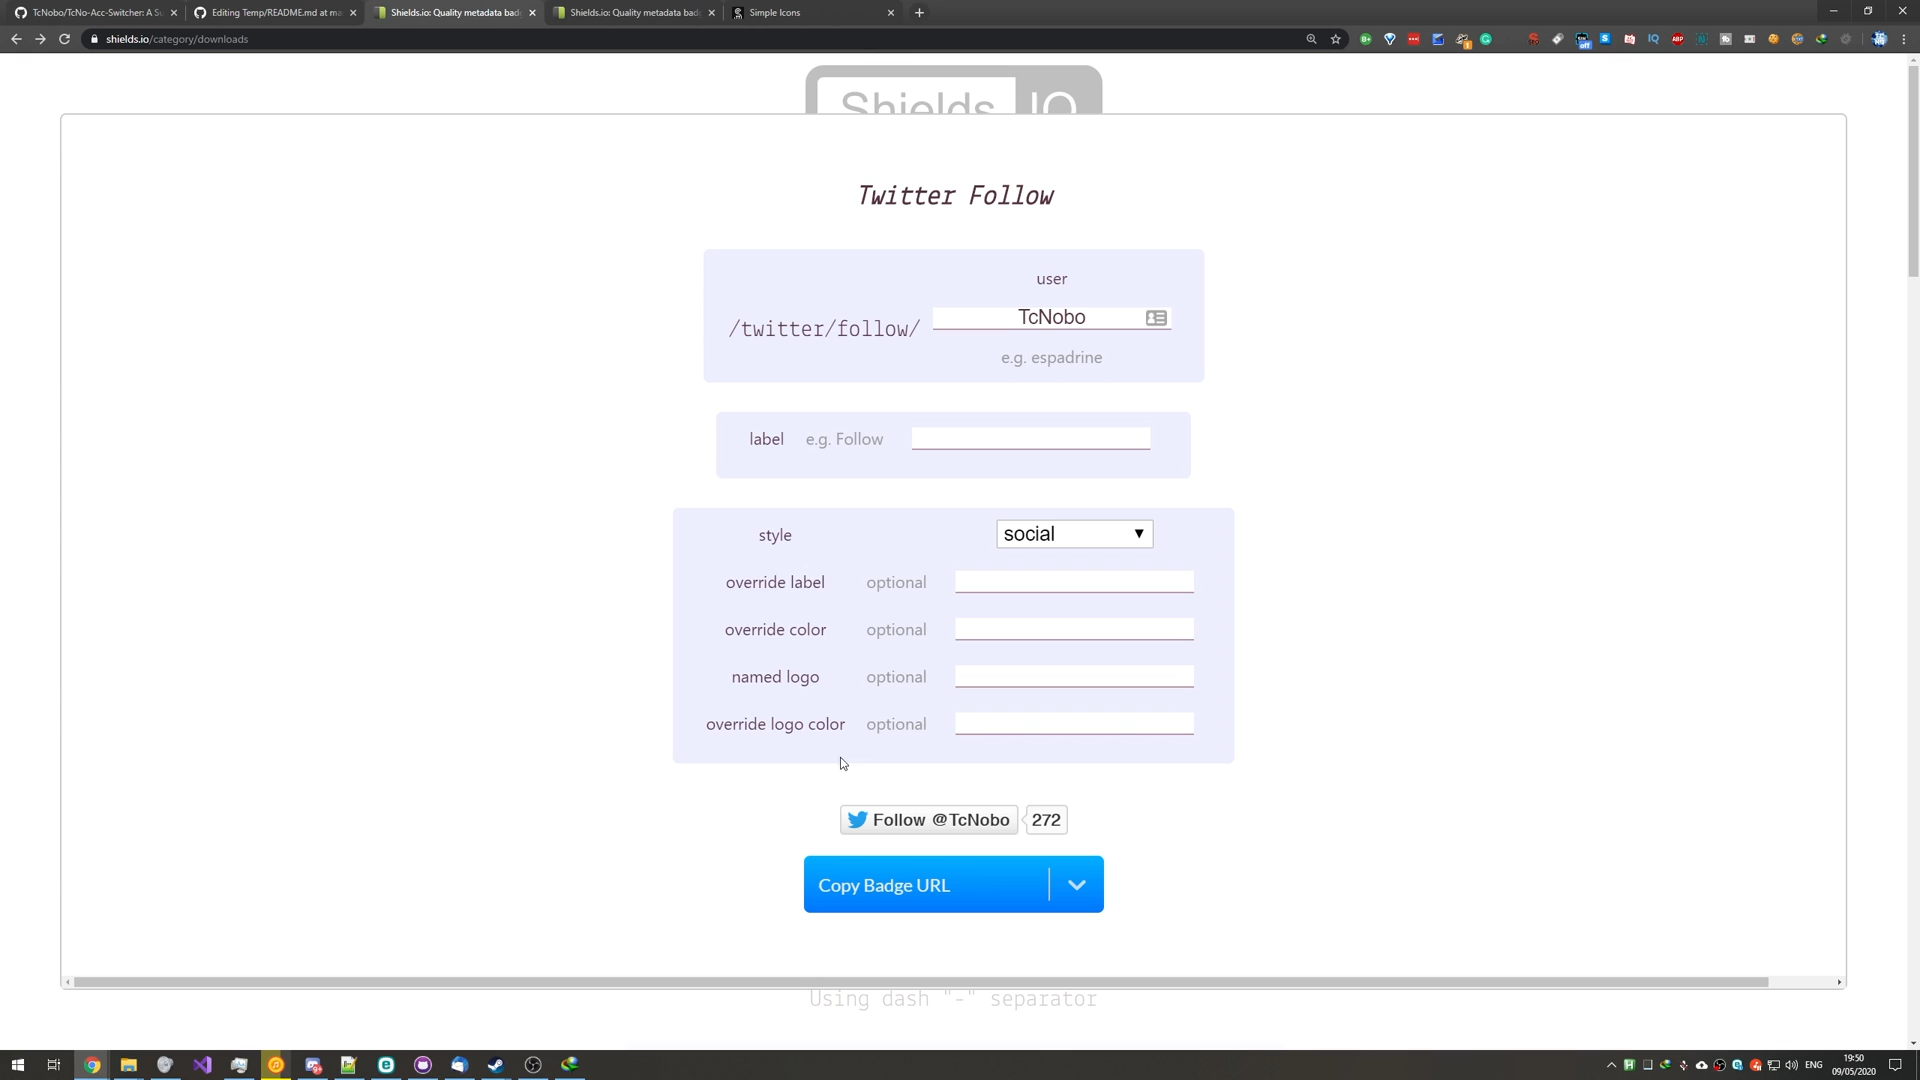 TcNobo/TcNo-Acc-Switcher: A Su
Editing Temp/README.md at ma
Shields.io: Quality metadata badg
Shields.io: Quality metadata badg
Simple Icons
shields.io/category/downloads
Shields IO
Twitter Follow
user
/twitter/follow/
TcNobo
e.g. espadrine
label e.g. Follow
style social
override label optional
override color optional
named logo optional
override logo color optional
Follow @TcNobo 272
Copy Badge URL
Using dash "-" separator
ENG
19:50
09/05/2020